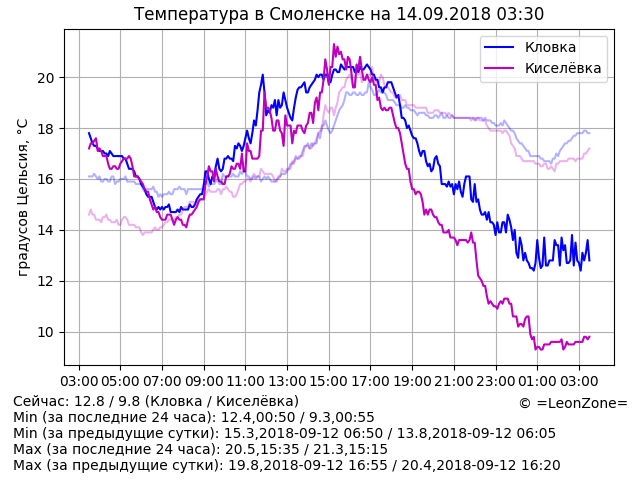 Температура в Смоленске на 14.09.2018 03:30
Кловка
Киселёвка
градусов Цельсия, °C
20
18
16
14
12
10
03:00 05:00 07:00 09:00 11:00 13:00 15:00 17:00 19:00 21:00 23:00 01:00 03:00
Сейчас: 12.8 / 9.8 (Кловка / Киселёвка)
© =LeonZone=
Min (за последние 24 часа): 12.4,00:50 / 9.3,00:55
Min (за предыдущие сутки): 15.3,2018-09-12 06:50 / 13.8,2018-09-12 06:05
Max (за последние 24 часа): 20.5,15:35 / 21.3,15:15
Max (за предыдущие сутки): 19.8,2018-09-12 16:55 / 20.4,2018-09-12 16:20